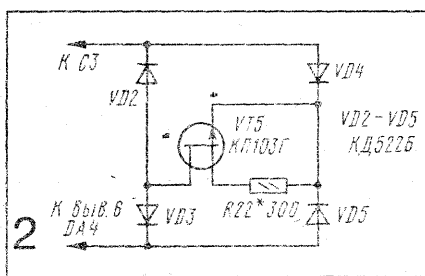 К С3
VD2
VD4
VT5
КП103Г
VD2-VD5
КД522Б
К ВЫВ. 6
DA4
VD3
R22* 300
VD5
2